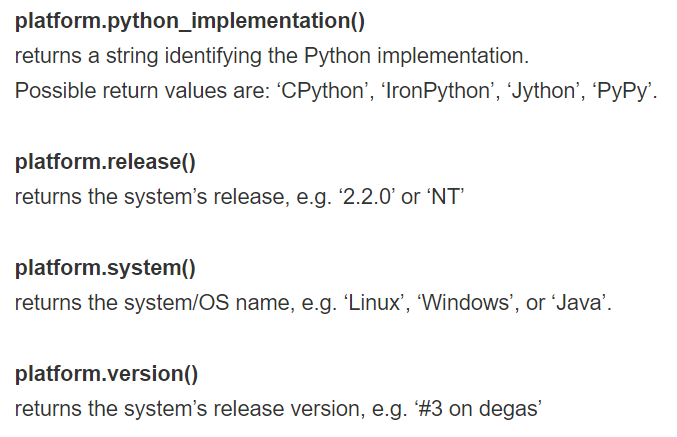 platform.python_implementation()
returns a string identifying the Python implementation.
Possible return values are: ‘CPython’, ‘IronPython’, ‘Jython’, ‘PyPy’.
platform.release()
returns the system’s release, e.g. ‘2.2.0’ or ‘NT’
platform.system()
returns the system/OS name, e.g. ‘Linux’, ‘Windows’, or ‘Java’.
platform.version()
returns the system’s release version, e.g. ‘#3 on degas’